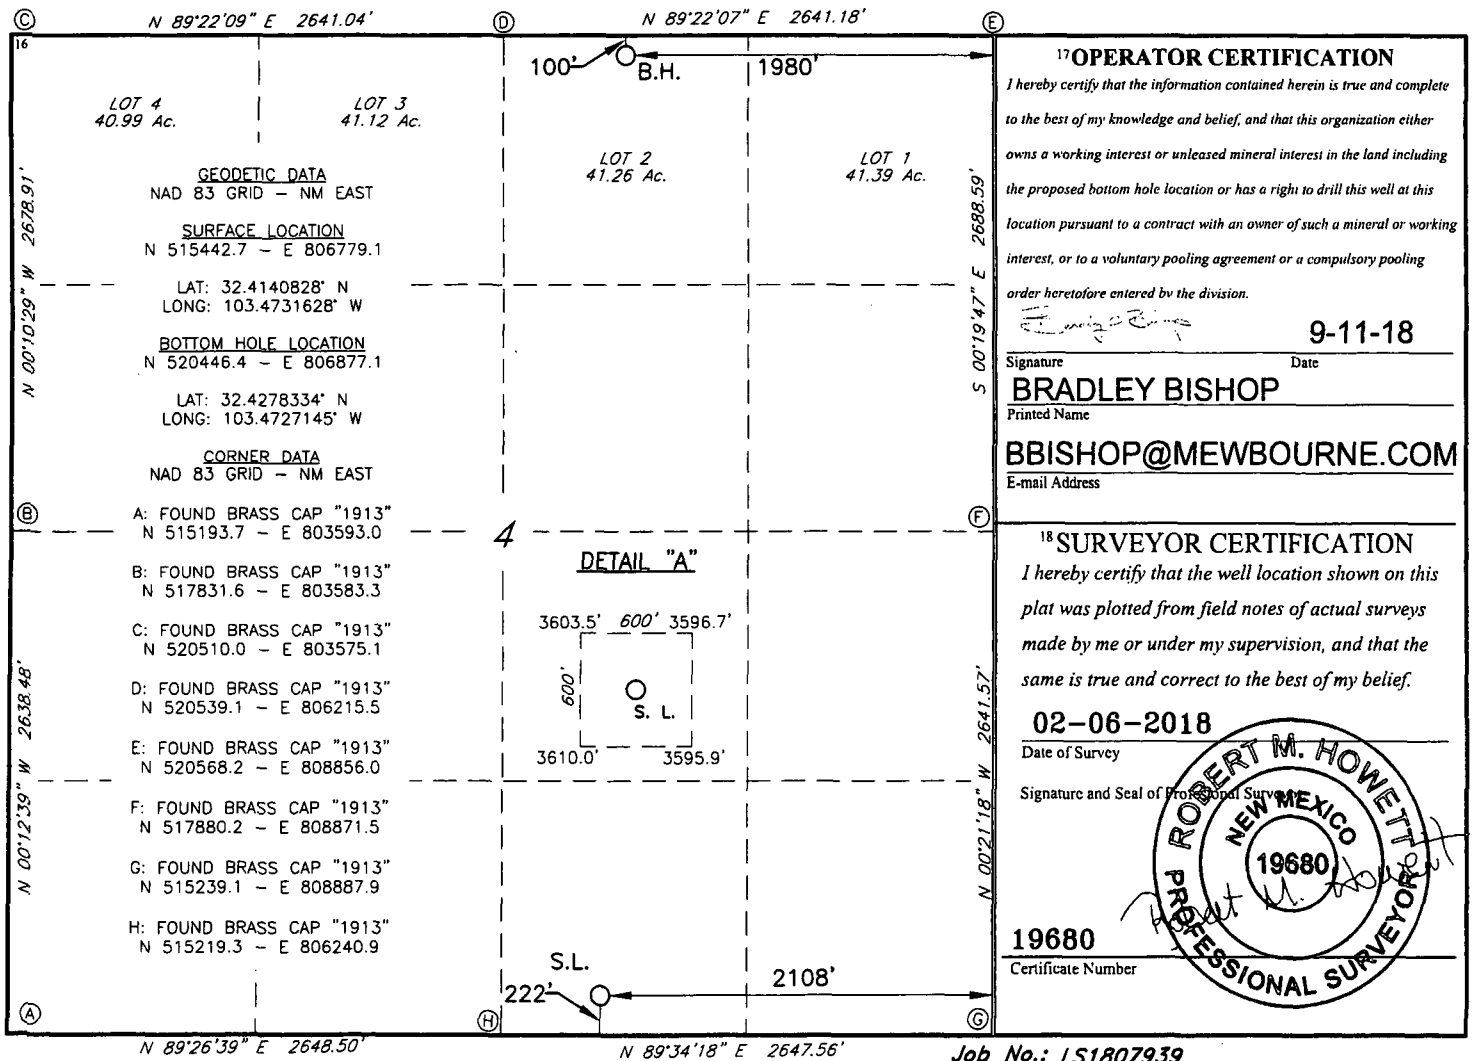 Ⓒ N 89°22'09" E 2641.04' Ⓓ N 89°22'07" E 2641.18' Ⓔ
16
100' B.H. 1980'
LOT 4
40.99 Ac.
LOT 3
41.12 Ac.
LOT 2
41.26 Ac.
LOT 1
41.39 Ac.
GEODETIC DATA
NAD 83 GRID – NM EAST
SURFACE LOCATION
N 515442.7 – E 806779.1
LAT: 32.4140828° N
LONG: 103.4731628° W
BOTTOM HOLE LOCATION
N 520446.4 – E 806877.1
LAT: 32.4278334° N
LONG: 103.4727145° W
CORNER DATA
NAD 83 GRID – NM EAST
A: FOUND BRASS CAP "1913"
N 515193.7 – E 803593.0
B: FOUND BRASS CAP "1913"
N 517831.6 – E 803583.3
C: FOUND BRASS CAP "1913"
N 520510.0 – E 803575.1
D: FOUND BRASS CAP "1913"
N 520539.1 – E 806215.5
E: FOUND BRASS CAP "1913"
N 520568.2 – E 808856.0
F: FOUND BRASS CAP "1913"
N 517880.2 – E 808871.5
G: FOUND BRASS CAP "1913"
N 515239.1 – E 808887.9
H: FOUND BRASS CAP "1913"
N 515219.3 – E 806240.9
N 00°10'29" W 2678.91'
N 00°12'39" W 2638.48'
S 00°19'47" E 2688.59'
N 00°21'18" W 2641.57'
Ⓑ
4
Ⓕ
DETAIL "A"
3603.5' 600' 3596.7'
600'
S. L.
3610.0' 3595.9'
S.L.
222' 2108'
Ⓐ Ⓗ Ⓖ
N 89°26'39" E 2648.50' N 89°34'18" E 2647.56'
17 OPERATOR CERTIFICATION
I hereby certify that the information contained herein is true and complete
to the best of my knowledge and belief, and that this organization either
owns a working interest or unleased mineral interest in the land including
the proposed bottom hole location or has a right to drill this well at this
location pursuant to a contract with an owner of such a mineral or working
interest, or to a voluntary pooling agreement or a compulsory pooling
order heretofore entered by the division.
9-11-18
Signature Date
BRADLEY BISHOP
Printed Name
BBISHOP@MEWBOURNE.COM
E-mail Address
18 SURVEYOR CERTIFICATION
I hereby certify that the well location shown on this
plat was plotted from field notes of actual surveys
made by me or under my supervision, and that the
same is true and correct to the best of my belief.
02-06-2018
Date of Survey
Signature and Seal of Professional Surveyor
ROBERT M. HOWETT
NEW MEXICO
19680
PROFESSIONAL SURVEYOR
Robert M. Howett
19680
Certificate Number
Job No.: LS1807939